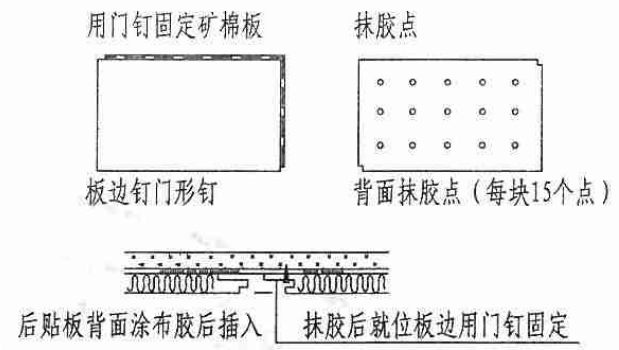 用门钉固定矿棉板
抹胶点
板边钉门形钉
背面抹胶点（每块15个点）
后贴板背面涂布胶后插入
抹胶后就位板边用门钉固定